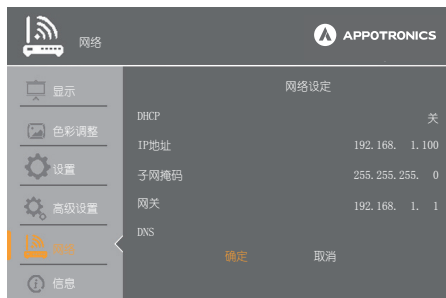 网络
APPOTRONICS
显示
色彩调整
设置
高级设置
网络
信息
网络设定
DHCP 关
IP地址 192.168. 1.100
子网掩码 255.255.255. 0
网关 192.168. 1. 1
DNS
确定 取消